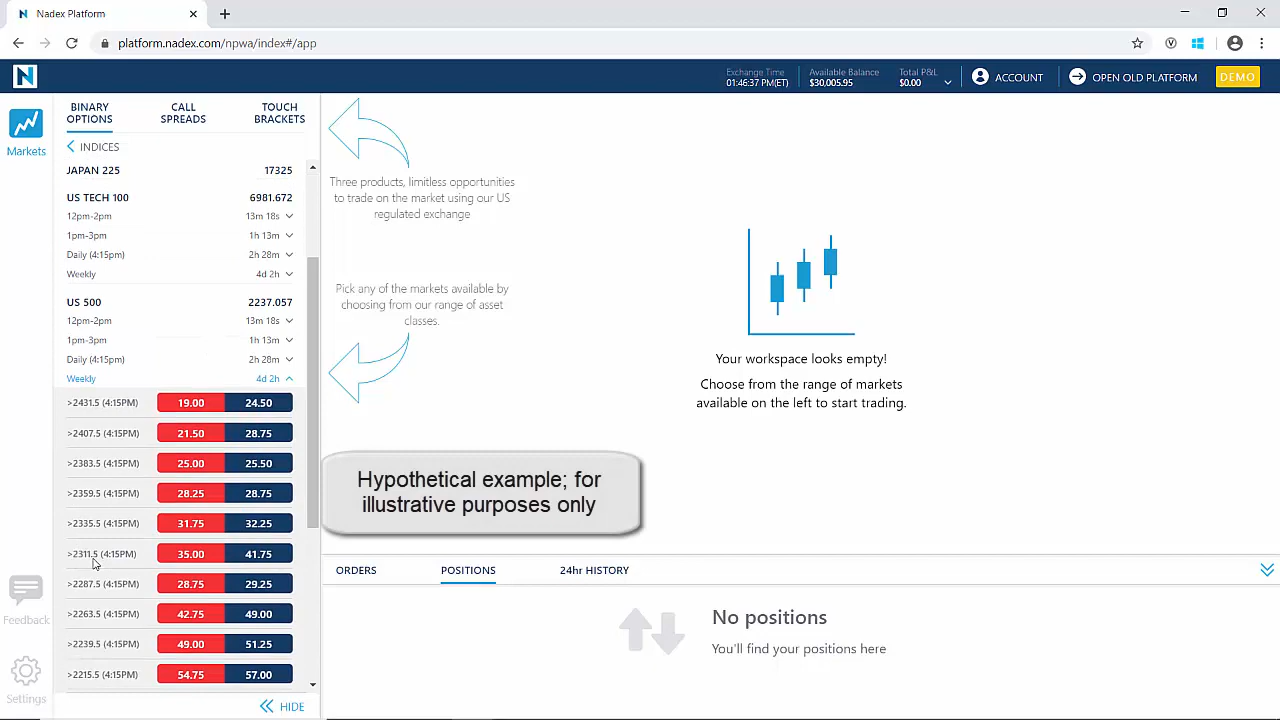 Nadex Platform
platform.nadex.com/npwa/index#/app
N
Exchange Time
01:46:37 PM(ET)
Available Balance
$30,005.95
Total P&L
$0.00
ACCOUNT
OPEN OLD PLATFORM
DEMO
Markets
BINARY OPTIONS
CALL SPREADS
TOUCH BRACKETS
INDICES
JAPAN 225 17325
US TECH 100 6981.672
12pm-2pm 13m 18s
1pm-3pm 1h 13m
Daily (4:15pm) 2h 28m
Weekly 4d 2h
US 500 2237.057
12pm-2pm 13m 18s
1pm-3pm 1h 13m
Daily (4:15pm) 2h 28m
Weekly 4d 2h
>2431.5 (4:15PM) 19.00 24.50
>2407.5 (4:15PM) 21.50 28.75
>2383.5 (4:15PM) 25.00 25.50
>2359.5 (4:15PM) 28.25 28.75
>2335.5 (4:15PM) 31.75 32.25
>2311.5 (4:15PM) 35.00 41.75
>2287.5 (4:15PM) 28.75 29.25
>2263.5 (4:15PM) 42.75 49.00
>2239.5 (4:15PM) 49.00 51.25
>2215.5 (4:15PM) 54.75 57.00
HIDE
Feedback
Settings
Three products, limitless opportunities
to trade on the market using our US
regulated exchange
Pick any of the markets available by
choosing from our range of asset
classes.
Your workspace looks empty!
Choose from the range of markets
available on the left to start trading.
Hypothetical example; for
illustrative purposes only
ORDERS
POSITIONS
24hr HISTORY
No positions
You'll find your positions here